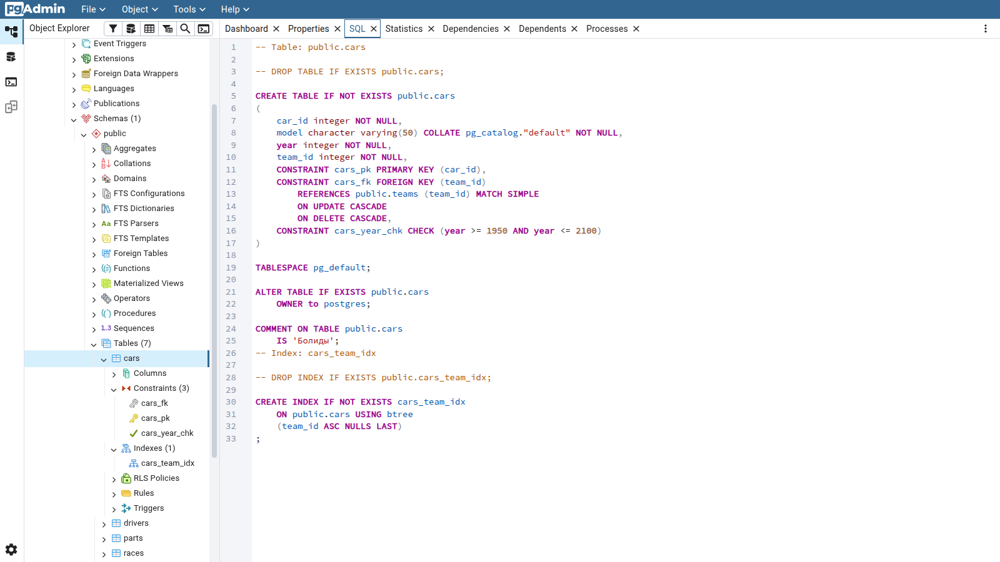 pgAdmin File Object Tools Help
Object Explorer
Dashboard Properties SQL Statistics Dependencies Dependents Processes
Event Triggers
Extensions
Foreign Data Wrappers
Languages
Publications
Schemas (1)
public
Aggregates
Collations
Domains
FTS Configurations
FTS Dictionaries
Aa FTS Parsers
FTS Templates
Foreign Tables
Functions
Materialized Views
Operators
Procedures
1..3 Sequences
Tables (7)
cars
Columns
Constraints (3)
cars_fk
cars_pk
cars_year_chk
Indexes (1)
cars_team_idx
RLS Policies
Rules
Triggers
drivers
parts
races
1 -- Table: public.cars
2
3 -- DROP TABLE IF EXISTS public.cars;
4
5 CREATE TABLE IF NOT EXISTS public.cars
6 (
7     car_id integer NOT NULL,
8     model character varying(50) COLLATE pg_catalog."default" NOT NULL,
9     year integer NOT NULL,
10     team_id integer NOT NULL,
11     CONSTRAINT cars_pk PRIMARY KEY (car_id),
12     CONSTRAINT cars_fk FOREIGN KEY (team_id)
13         REFERENCES public.teams (team_id) MATCH SIMPLE
14         ON UPDATE CASCADE
15         ON DELETE CASCADE,
16     CONSTRAINT cars_year_chk CHECK (year >= 1950 AND year <= 2100)
17 )
18
19 TABLESPACE pg_default;
20
21 ALTER TABLE IF EXISTS public.cars
22     OWNER to postgres;
23
24 COMMENT ON TABLE public.cars
25     IS 'Болиды';
26 -- Index: cars_team_idx
27
28 -- DROP INDEX IF EXISTS public.cars_team_idx;
29
30 CREATE INDEX IF NOT EXISTS cars_team_idx
31     ON public.cars USING btree
32     (team_id ASC NULLS LAST)
33 ;